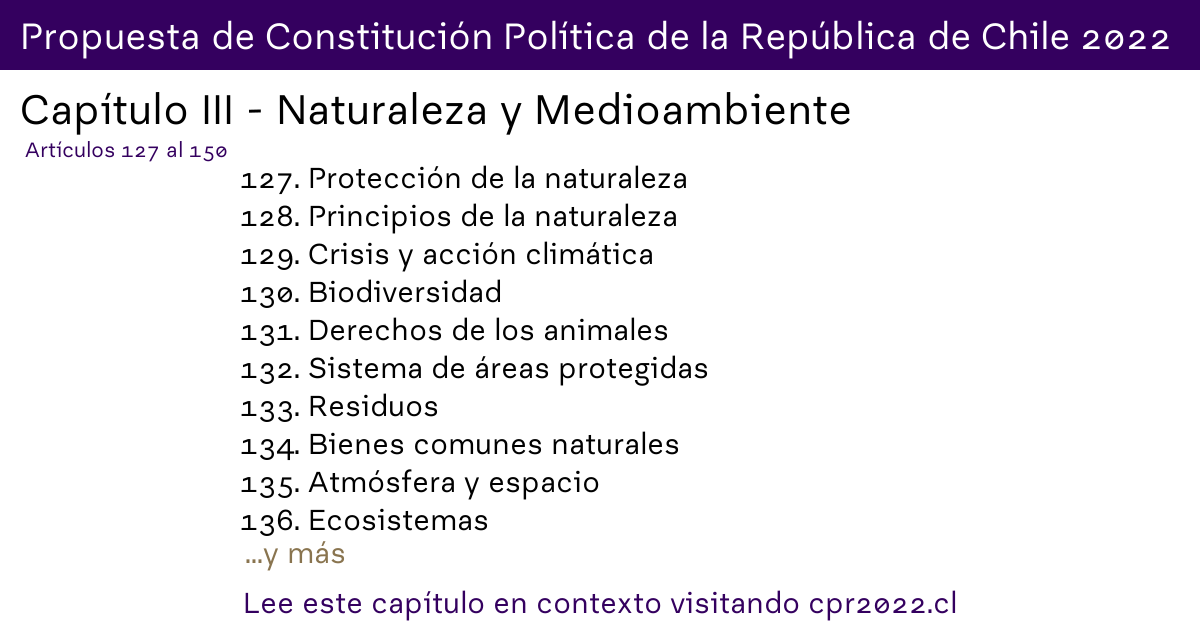 Propuesta de Constitución Política de la República de Chile 2022
Capítulo III - Naturaleza y Medioambiente
Artículos 127 al 150
127. Protección de la naturaleza
128. Principios de la naturaleza
129. Crisis y acción climática
130. Biodiversidad
131. Derechos de los animales
132. Sistema de áreas protegidas
133. Residuos
134. Bienes comunes naturales
135. Atmósfera y espacio
136. Ecosistemas
...y más
Lee este capítulo en contexto visitando cpr2022.cl